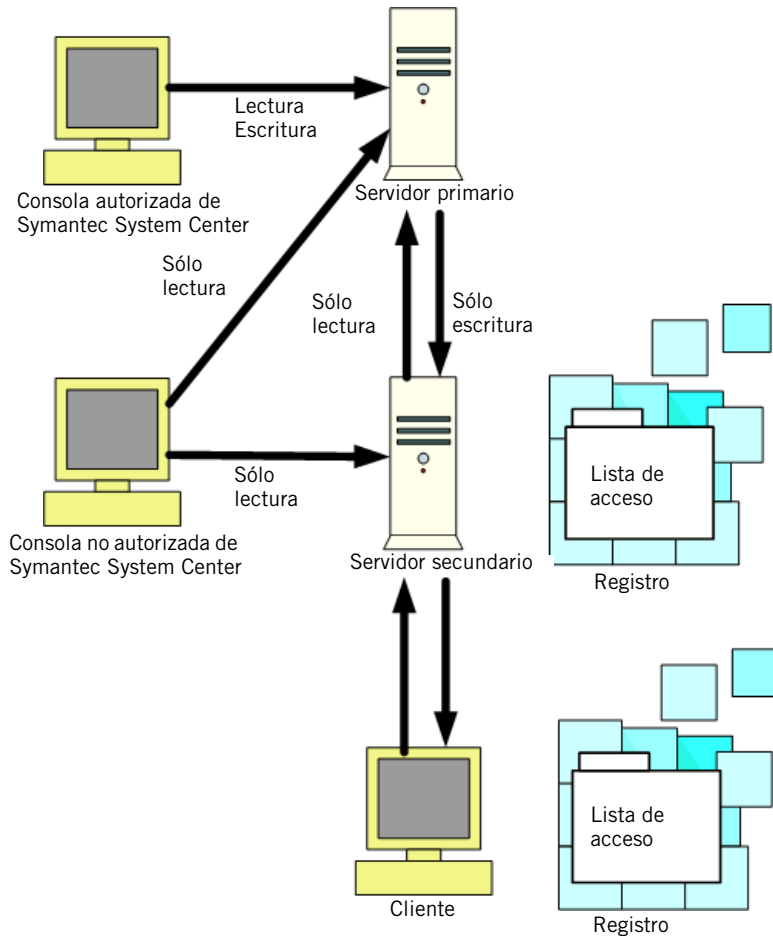 Lectura
Escritura
Consola autorizada de
Symantec System Center
Servidor primario
Sólo
lectura
Sólo
lectura
Sólo
escritura
Sólo
lectura
Lista de
acceso
Consola no autorizada de
Symantec System Center
Servidor secundario
Registro
Lista de
acceso
Cliente
Registro